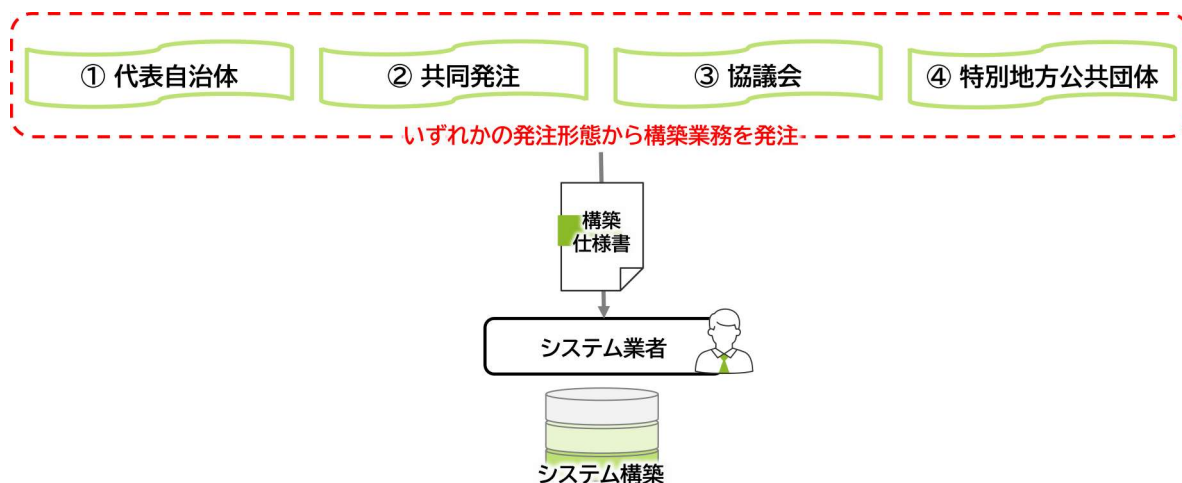 ① 代表自治体
② 共同発注
③ 協議会
④ 特別地方公共団体
いずれかの発注形態から構築業務を発注
構築
仕様書
システム業者
システム構築